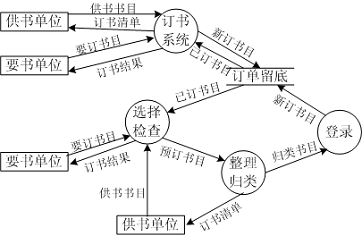 供书书目
供书单位
订书清单
订书
系统
要订书目
要书单位
订书结果
新订书目
已订书目
订单留底
已订书目
新订书目
选择
检查
登录
要订书目
要书单位
订书结果
预订书目
整理
归类
归类书目
供书书目
供书单位
订书清单